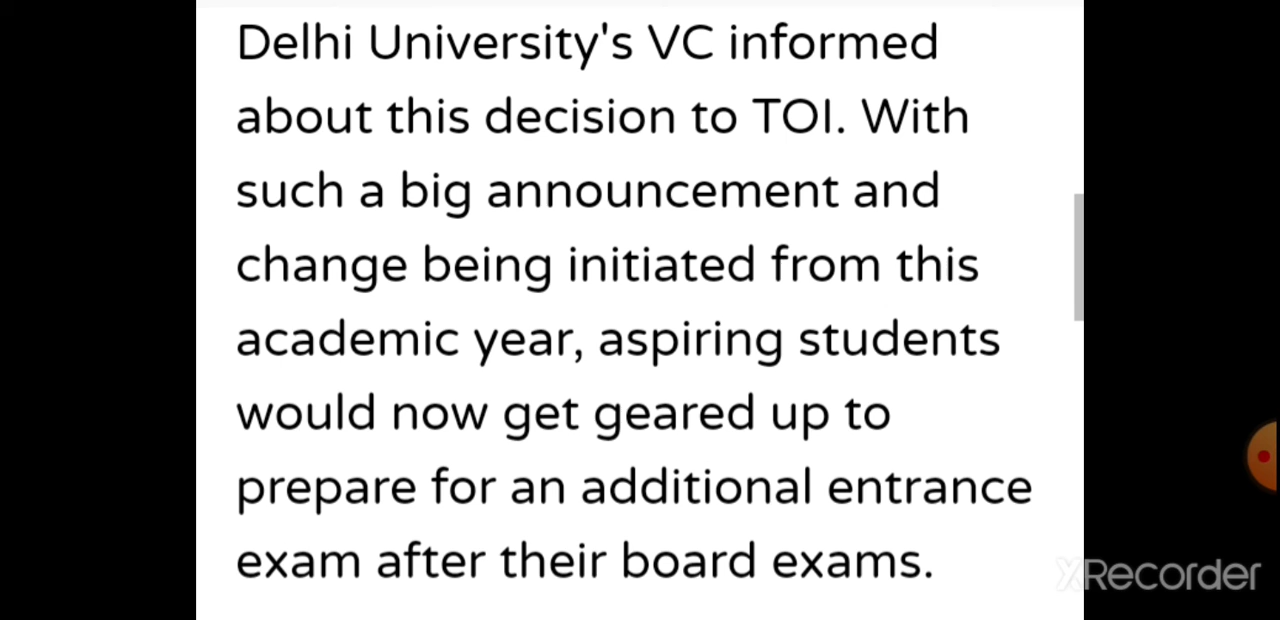 Delhi University's VC informed
about this decision to TOI. With
such a big announcement and
change being initiated from this
academic year, aspiring students
would now get geared up to
prepare for an additional entrance
exam after their board exams.
XRecorder